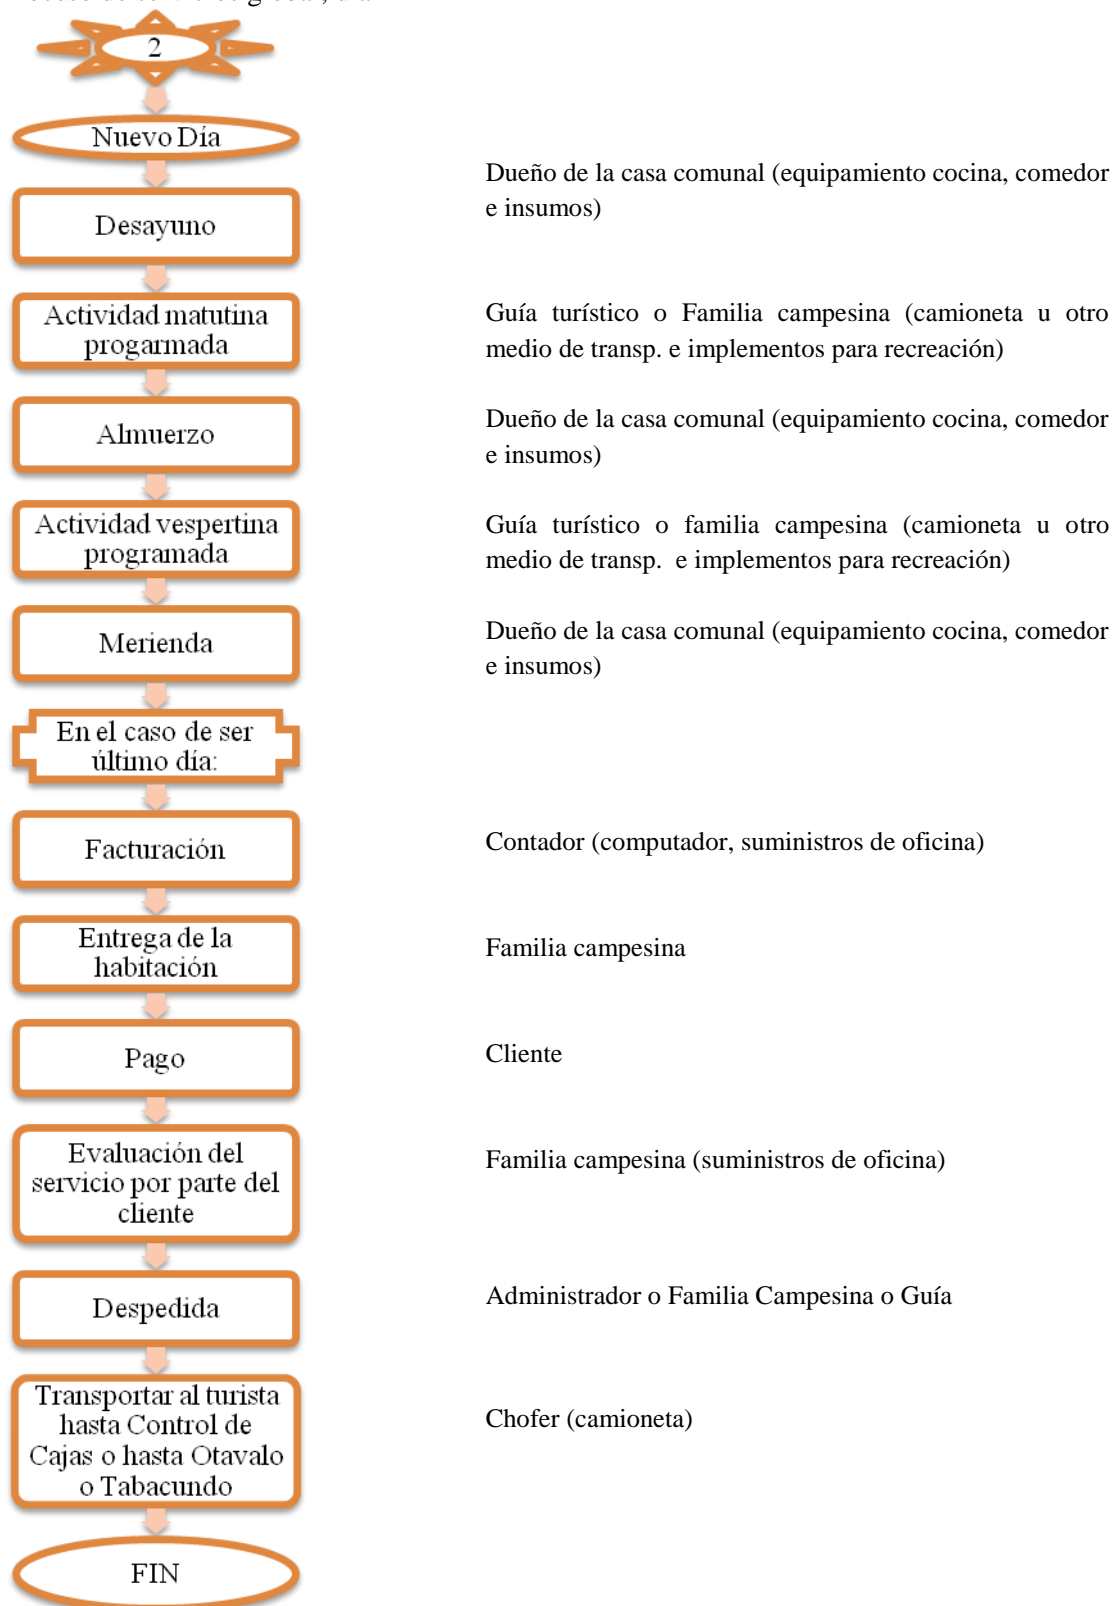 2
Nuevo Día
Dueño de la casa comunal (equipamiento cocina, comedor
e insumos)
Desayuno
Actividad matutina
progarmada
Guía turístico o Familia campesina (camioneta u otro
medio de transp. e implementos para recreación)
Almuerzo
Dueño de la casa comunal (equipamiento cocina, comedor
e insumos)
Actividad vespertina
programada
Guía turístico o familia campesina (camioneta u otro
medio de transp. e implementos para recreación)
Merienda
Dueño de la casa comunal (equipamiento cocina, comedor
e insumos)
En el caso de ser
último día:
Facturación
Contador (computador, suministros de oficina)
Entrega de la
habitación
Familia campesina
Pago
Cliente
Evaluación del
servicio por parte del
cliente
Familia campesina (suministros de oficina)
Despedida
Administrador o Familia Campesina o Guía
Transportar al turista
hasta Control de
Cajas o hasta Otavalo
o Tabacundo
Chofer (camioneta)
FIN